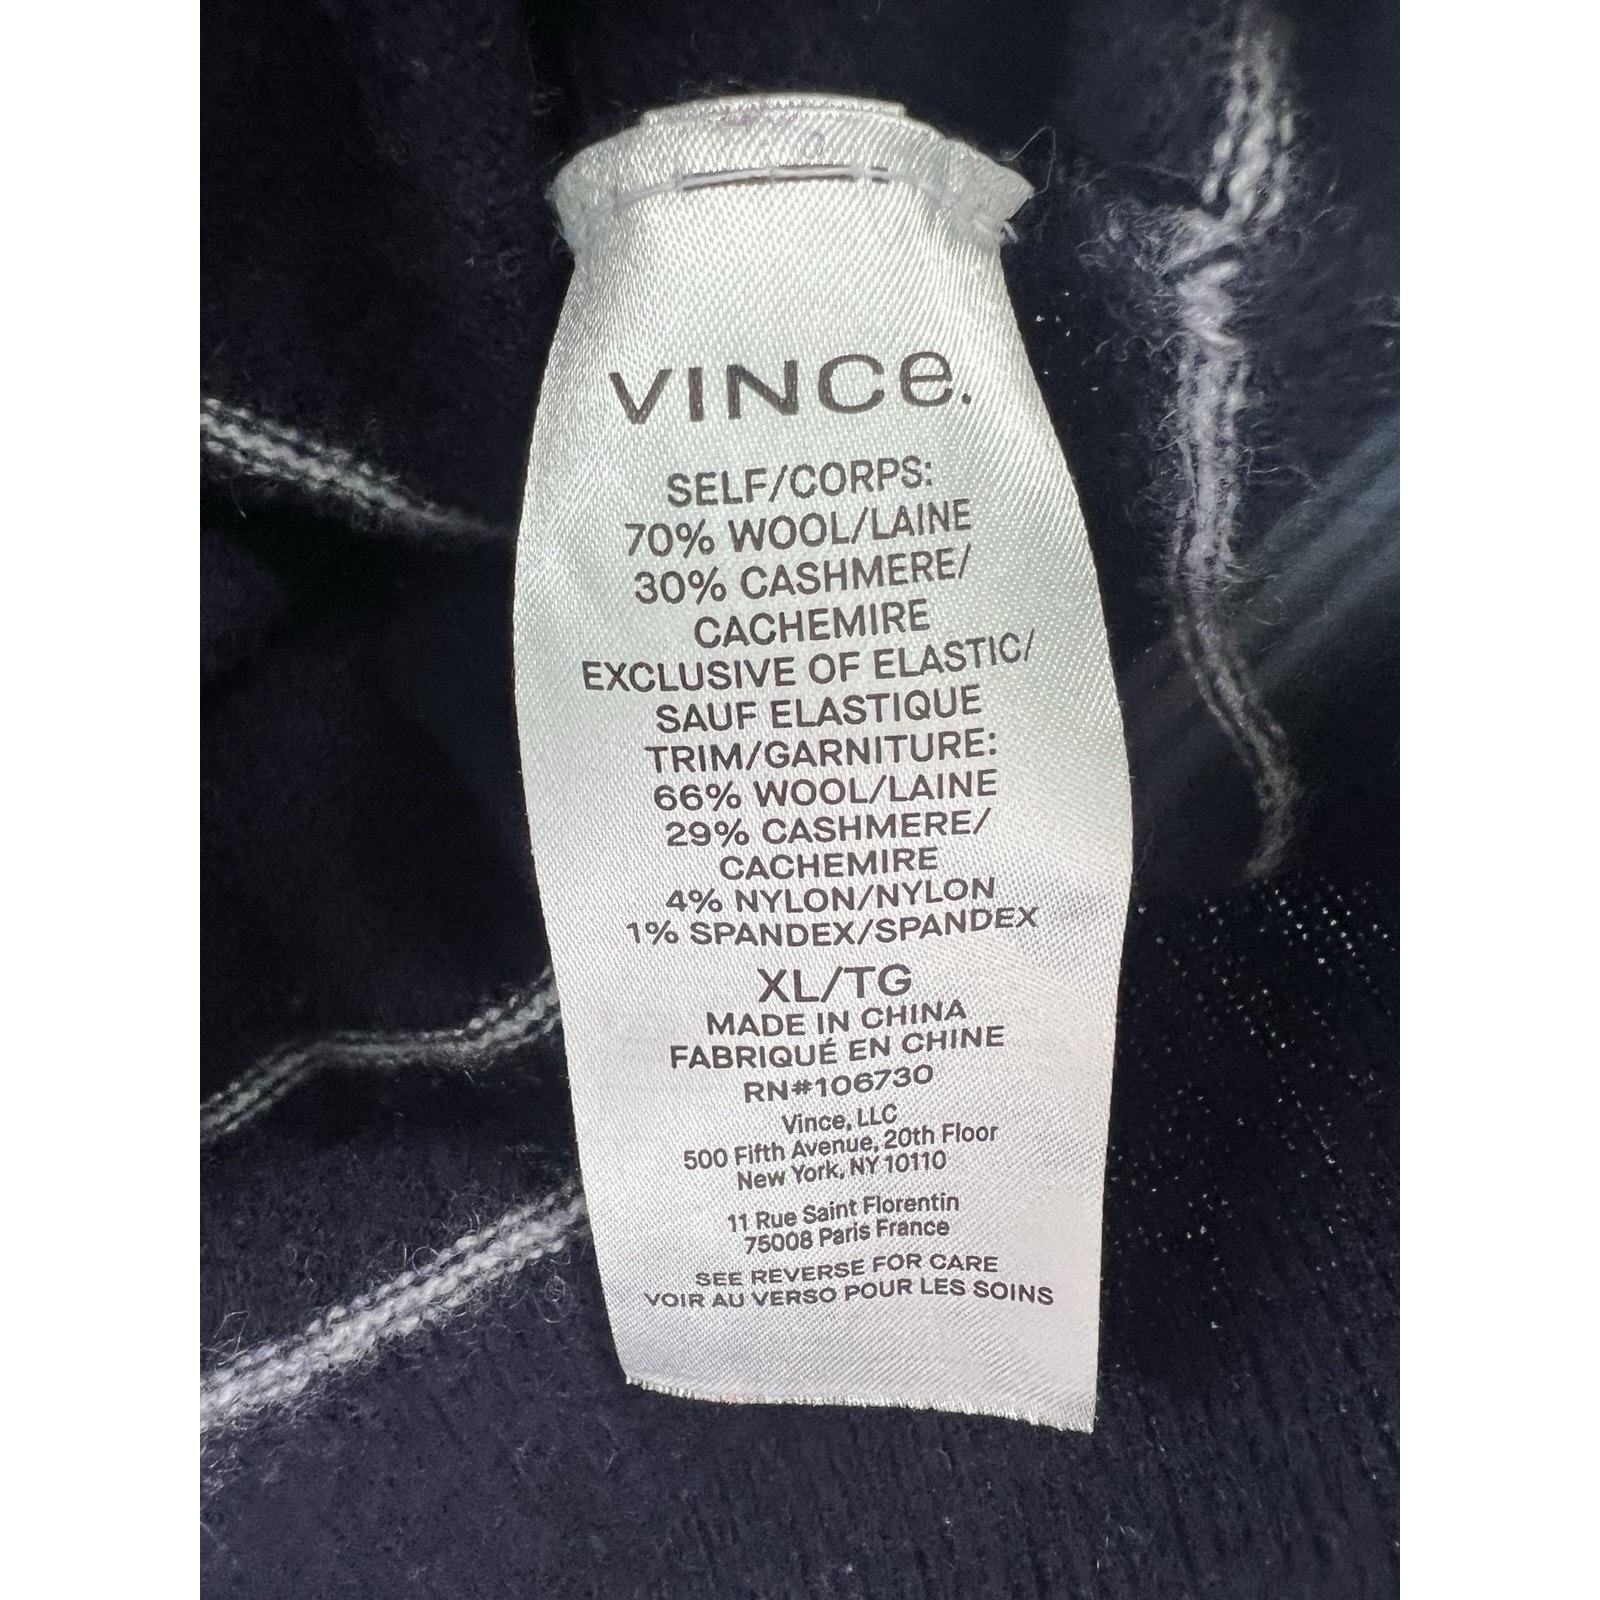 VINCe.
SELF/CORPS:
70% WOOL/LAINE
30% CASHMERE/
CACHEMIRE
EXCLUSIVE OF ELASTIC/
SAUF ELASTIQUE
TRIM/GARNITURE:
66% WOOL/LAINE
29% CASHMERE/
CACHEMIRE
4% NYLON/NYLON
1% SPANDEX/SPANDEX
XL/TG
MADE IN CHINA
FABRIQUÉ EN CHINE
RN#106730
Vince, LLC
500 Fifth Avenue, 20th Floor
New York, NY 10110
11 Rue Saint Florentin
75008 Paris France
SEE REVERSE FOR CARE
VOIR AU VERSO POUR LES SOINS